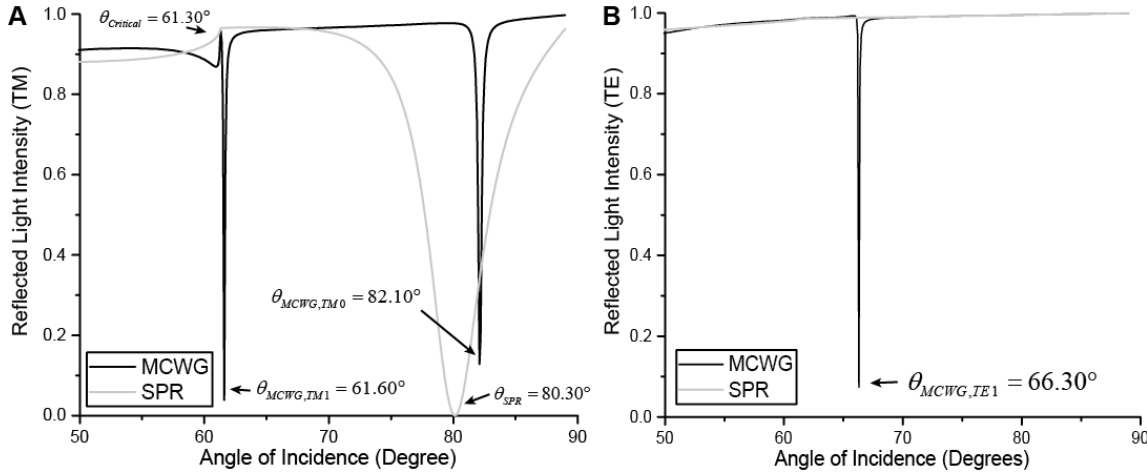 A
θCritical = 61.30°
Reflected Light Intensity (TM)
1.0
0.8
0.6
0.4
0.2
0.0
θMCWG,TM0 = 82.10°
θMCWG,TM1 = 61.60°
θSPR = 80.30°
MCWG
SPR
50
60
70
80
90
Angle of Incidence (Degree)
B
Reflected Light Intensity (TE)
1.0
0.8
0.6
0.4
0.2
0.0
θMCWG,TE1 = 66.30°
MCWG
SPR
50
60
70
80
90
Angle of Incidence (Degrees)